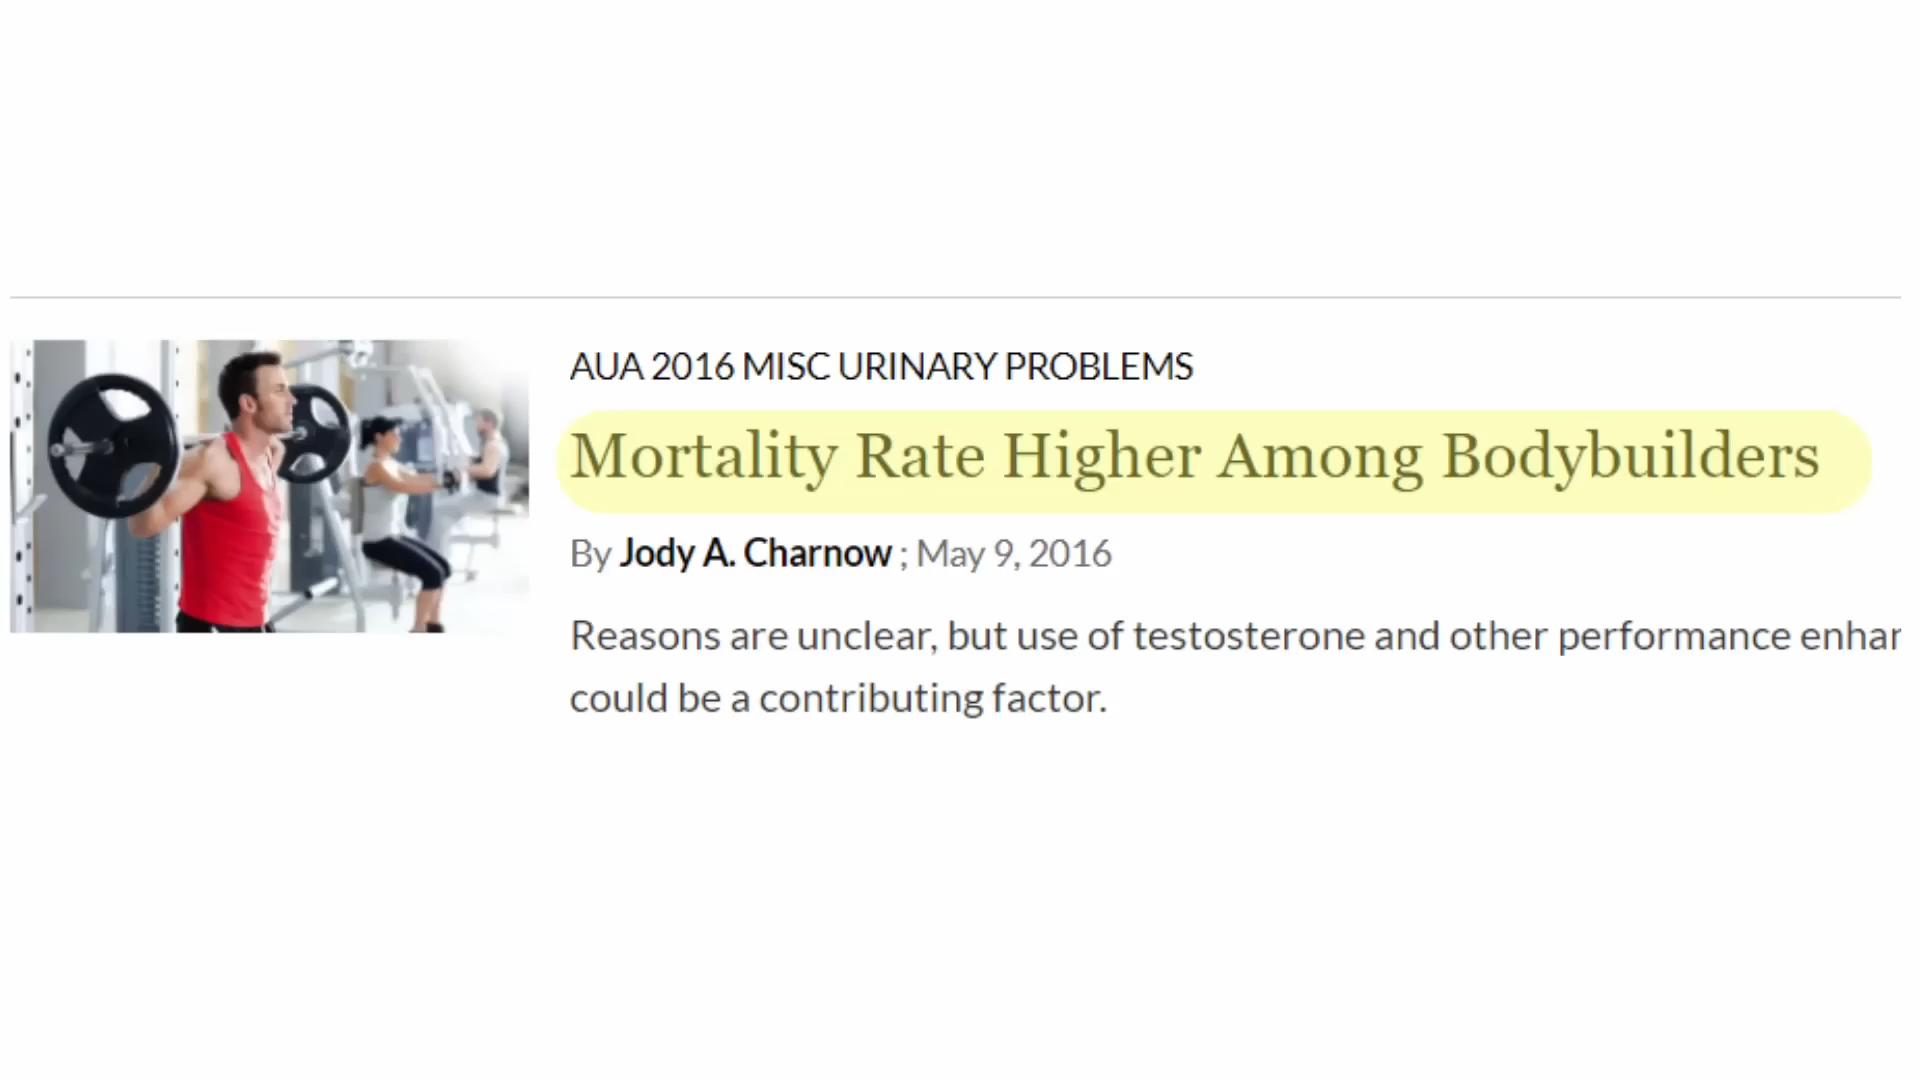 AUA 2016 MISC URINARY PROBLEMS
Mortality Rate Higher Among Bodybuilders
By Jody A. Charnow ; May 9, 2016
Reasons are unclear, but use of testosterone and other performance
could be a contributing factor.